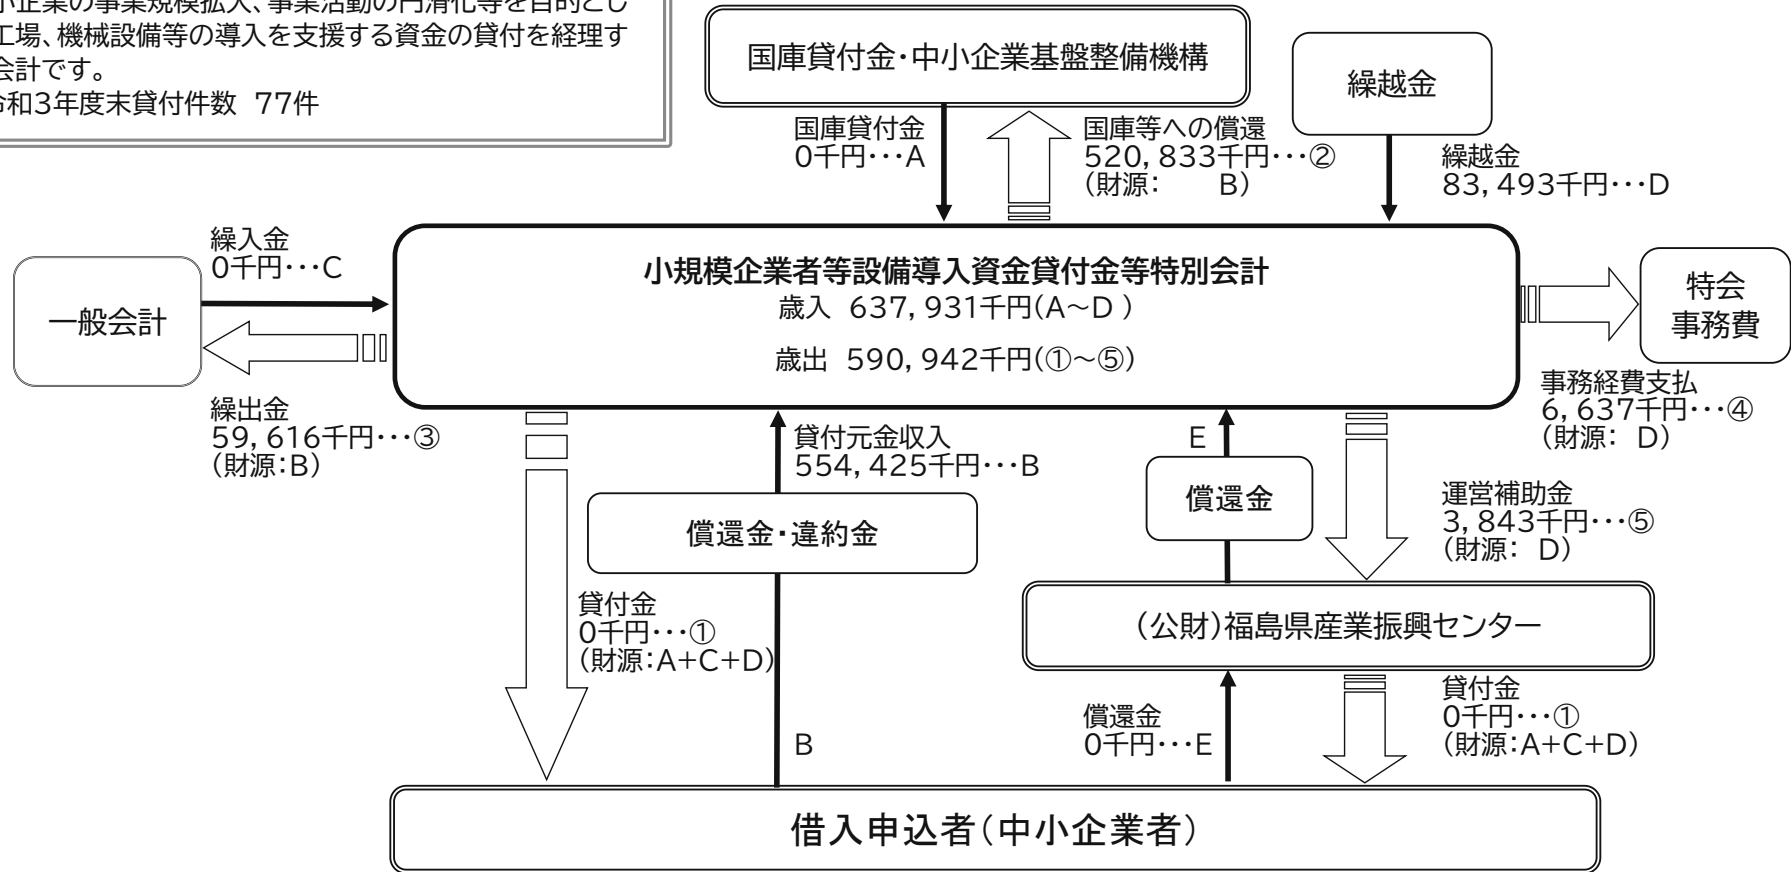 小企業の事業規模拡大、事業活動の円滑化等を目的とし
工場、機械設備等の導入を支援する資金の貸付を経理す
会計です。
令和3年度末貸付件数 77件
国庫貸付金・中小企業基盤整備機構
繰越金
国庫貸付金
0千円・・・A
国庫等への償還
520,833千円・・・②
(財源: B)
繰越金
83,493千円・・・D
一般会計
繰入金
0千円・・・C
繰出金
59,616千円・・・③
(財源:B)
小規模企業者等設備導入資金貸付金等特別会計
歳入 637,931千円(A~D )
歳出 590,942千円(①~⑤)
特会
事務費
事務経費支払
6,637千円・・・④
(財源: D)
貸付元金収入
554,425千円・・・B
償還金・違約金
E
償還金
運営補助金
3,843千円・・・⑤
(財源: D)
貸付金
0千円・・・①
(財源:A+C+D)
B
(公財)福島県産業振興センター
償還金
0千円・・・E
貸付金
0千円・・・①
(財源:A+C+D)
借入申込者(中小企業者)